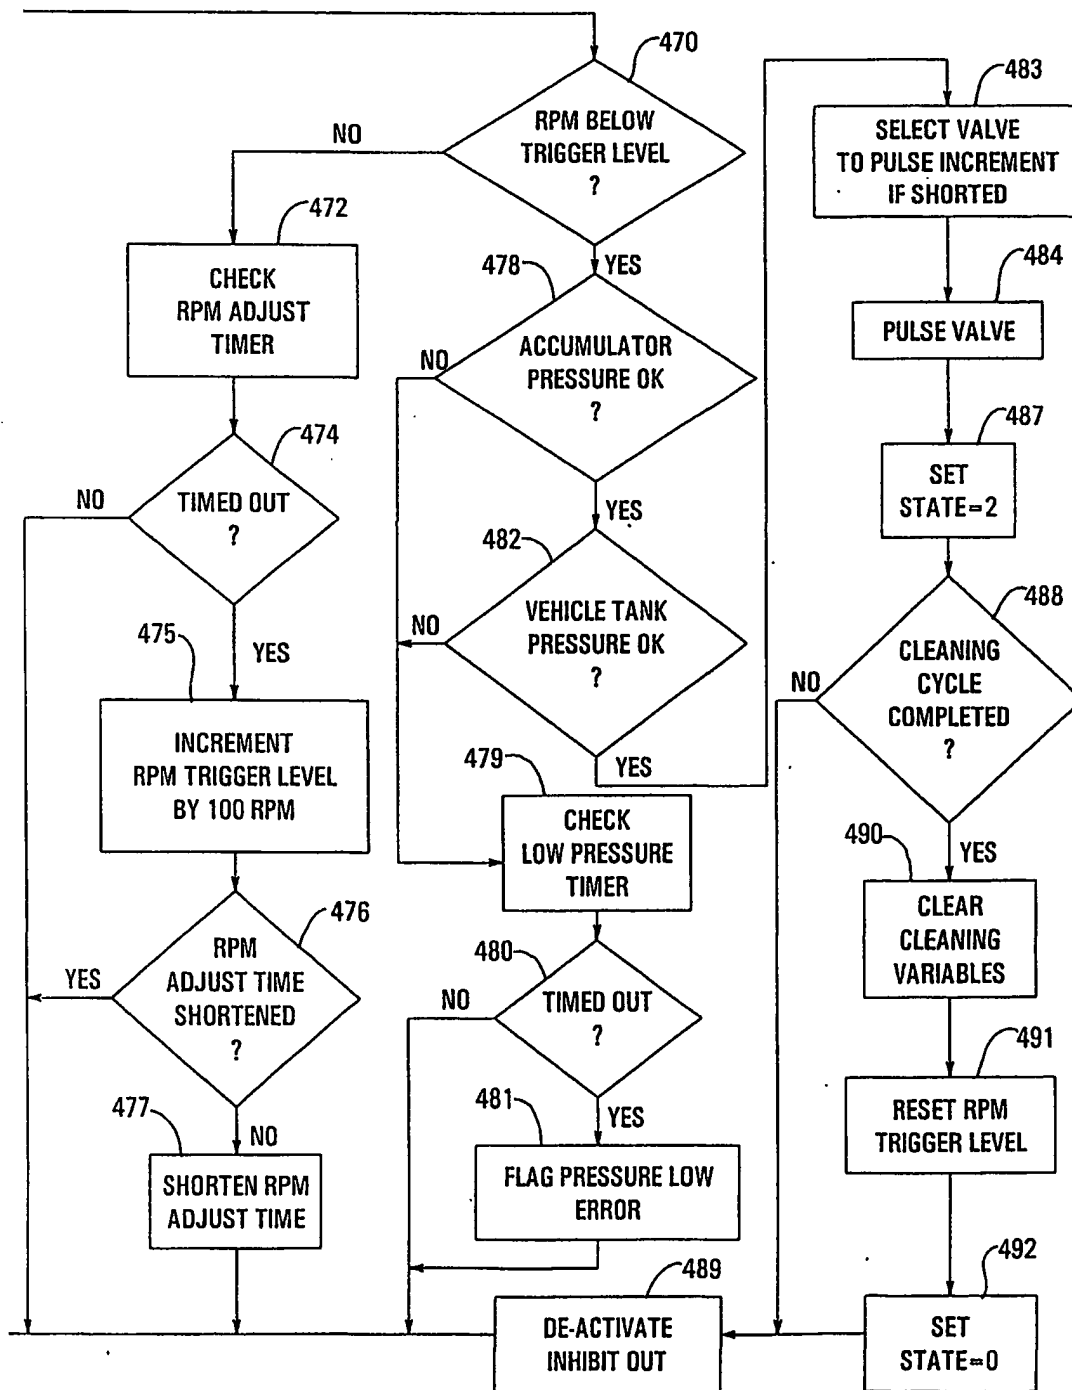 470
RPM BELOW
TRIGGER LEVEL
?
NO
YES
472
CHECK
RPM ADJUST
TIMER
474
TIMED OUT
?
NO
YES
475
INCREMENT
RPM TRIGGER LEVEL
BY 100 RPM
476
RPM
ADJUST TIME
SHORTENED
?
YES
NO
477
SHORTEN RPM
ADJUST TIME
478
ACCUMULATOR
PRESSURE OK
?
NO
YES
482
VEHICLE TANK
PRESSURE OK
?
NO
YES
479
CHECK
LOW PRESSURE
TIMER
480
TIMED OUT
?
NO
YES
481
FLAG PRESSURE LOW
ERROR
483
SELECT VALVE
TO PULSE INCREMENT
IF SHORTED
484
PULSE VALVE
487
SET
STATE=2
488
CLEANING
CYCLE
COMPLETED
?
NO
YES
490
CLEAR
CLEANING
VARIABLES
491
RESET RPM
TRIGGER LEVEL
492
SET
STATE=0
489
DE-ACTIVATE
INHIBIT OUT